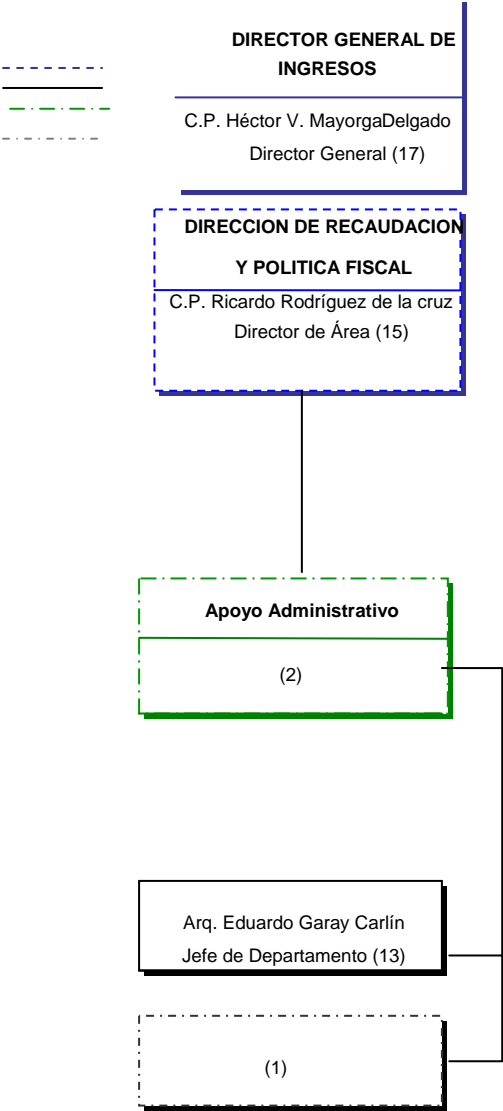 DIRECTOR GENERAL DE
INGRESOS
C.P. Héctor V. MayorgaDelgado
Director General (17)
DIRECCION DE RECAUDACION
Y POLITICA FISCAL
C.P. Ricardo Rodríguez de la cruz
Director de Área (15)
Apoyo Administrativo
(2)
Arq. Eduardo Garay Carlín
Jefe de Departamento (13)
(1)